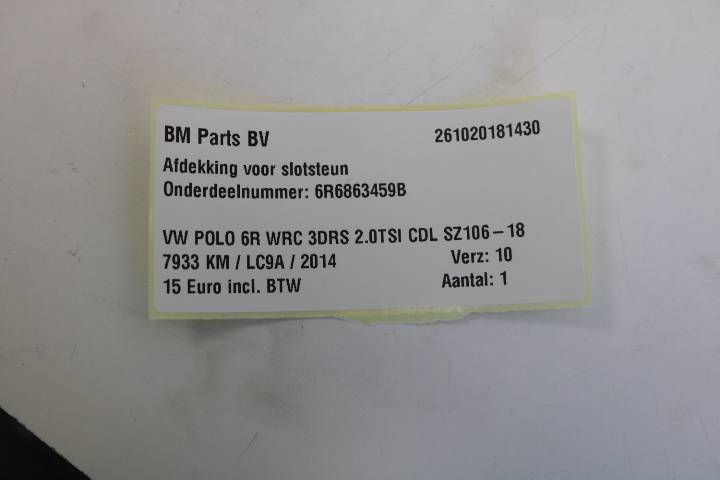 BM Parts BV 261020181430
Afdekking voor slotsteun
Onderdeelnummer: 6R6863459B
VW POLO 6R WRC 3DRS 2.0TSI CDL SZ106-18
7933 KM / LC9A / 2014 Verz: 10
15 Euro incl. BTW Aantal: 1